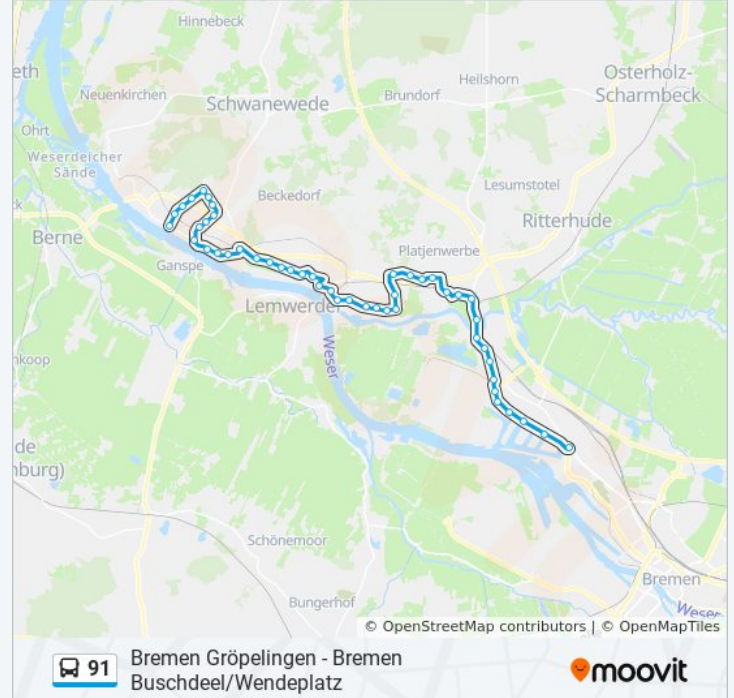 Hinnebeck
eth
Neuenkirchen
Schwanewede
Brundorf
Heilshorn
Osterholz-
Scharmbeck
Ohrt
Weserdeicher
Sände
Beckedorf
Lesumstotel
Ritterhude
k
Berne
Platjenwerbe
Ganspe
Lemwerder
Weser
nkoop
de
nburg)
Schönemoor
Bremen
Bungerhof
Weser
© OpenStreetMap contributors | © OpenMapTiles
91
Bremen Gröpelingen - Bremen
Buschdeel/Wendeplatz
moovit